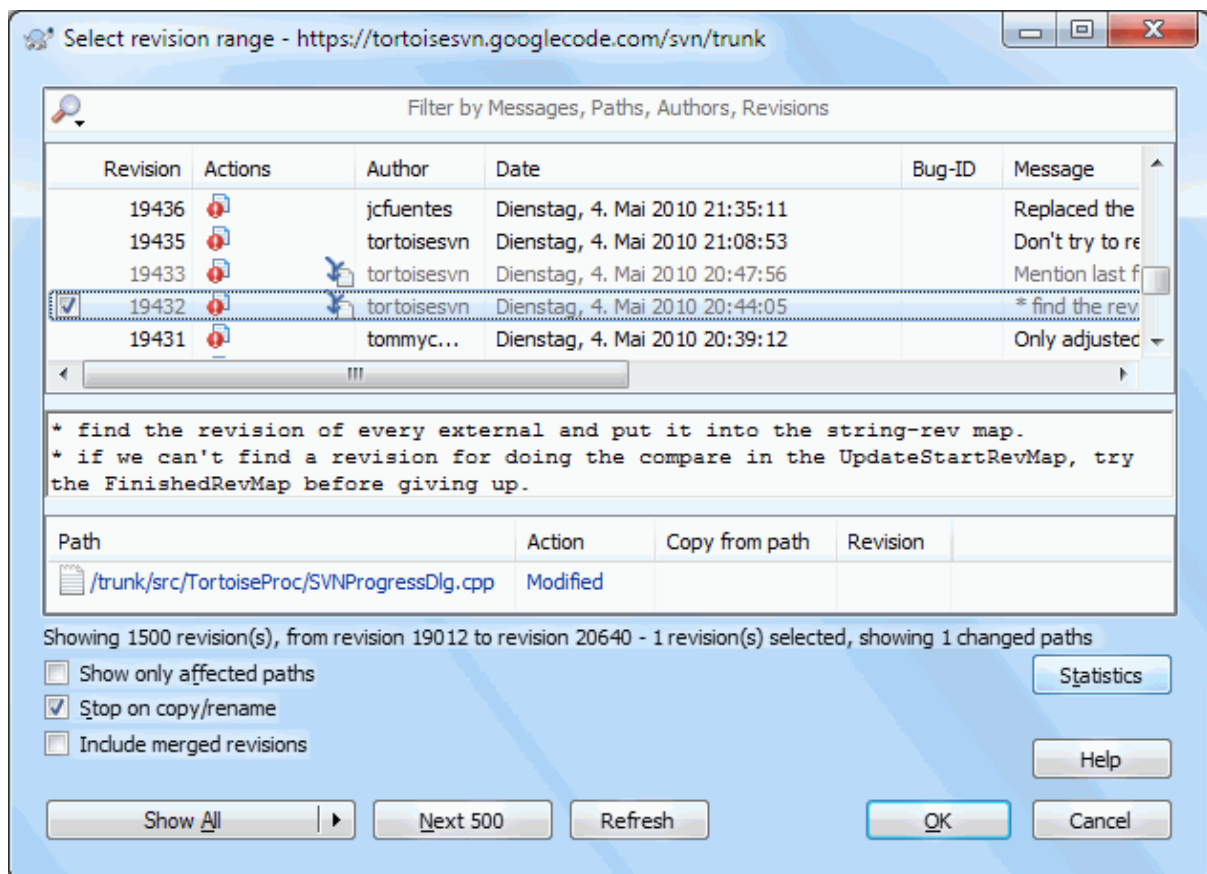 Select revision range - https://tortoisesvn.googlecode.com/svn/trunk
Filter by Messages, Paths, Authors, Revisions
Revision Actions Author Date Bug-ID Message
19436 jcfuentes Dienstag, 4. Mai 2010 21:35:11 Replaced the
19435 tortoisesvn Dienstag, 4. Mai 2010 21:08:53 Don't try to re
19433 tortoisesvn Dienstag, 4. Mai 2010 20:47:56 Mention last f
19432 tortoisesvn Dienstag, 4. Mai 2010 20:44:05 * find the rev
19431 tommyc... Dienstag, 4. Mai 2010 20:39:12 Only adjusted
* find the revision of every external and put it into the string-rev map.
* if we can't find a revision for doing the compare in the UpdateStartRevMap, try
the FinishedRevMap before giving up.
Path Action Copy from path Revision
/trunk/src/TortoiseProc/SVNProgressDlg.cpp Modified
Showing 1500 revision(s), from revision 19012 to revision 20640 - 1 revision(s) selected, showing 1 changed paths
Show only affected paths
Statistics
Stop on copy/rename
Include merged revisions
Help
Show All Next 500 Refresh OK Cancel